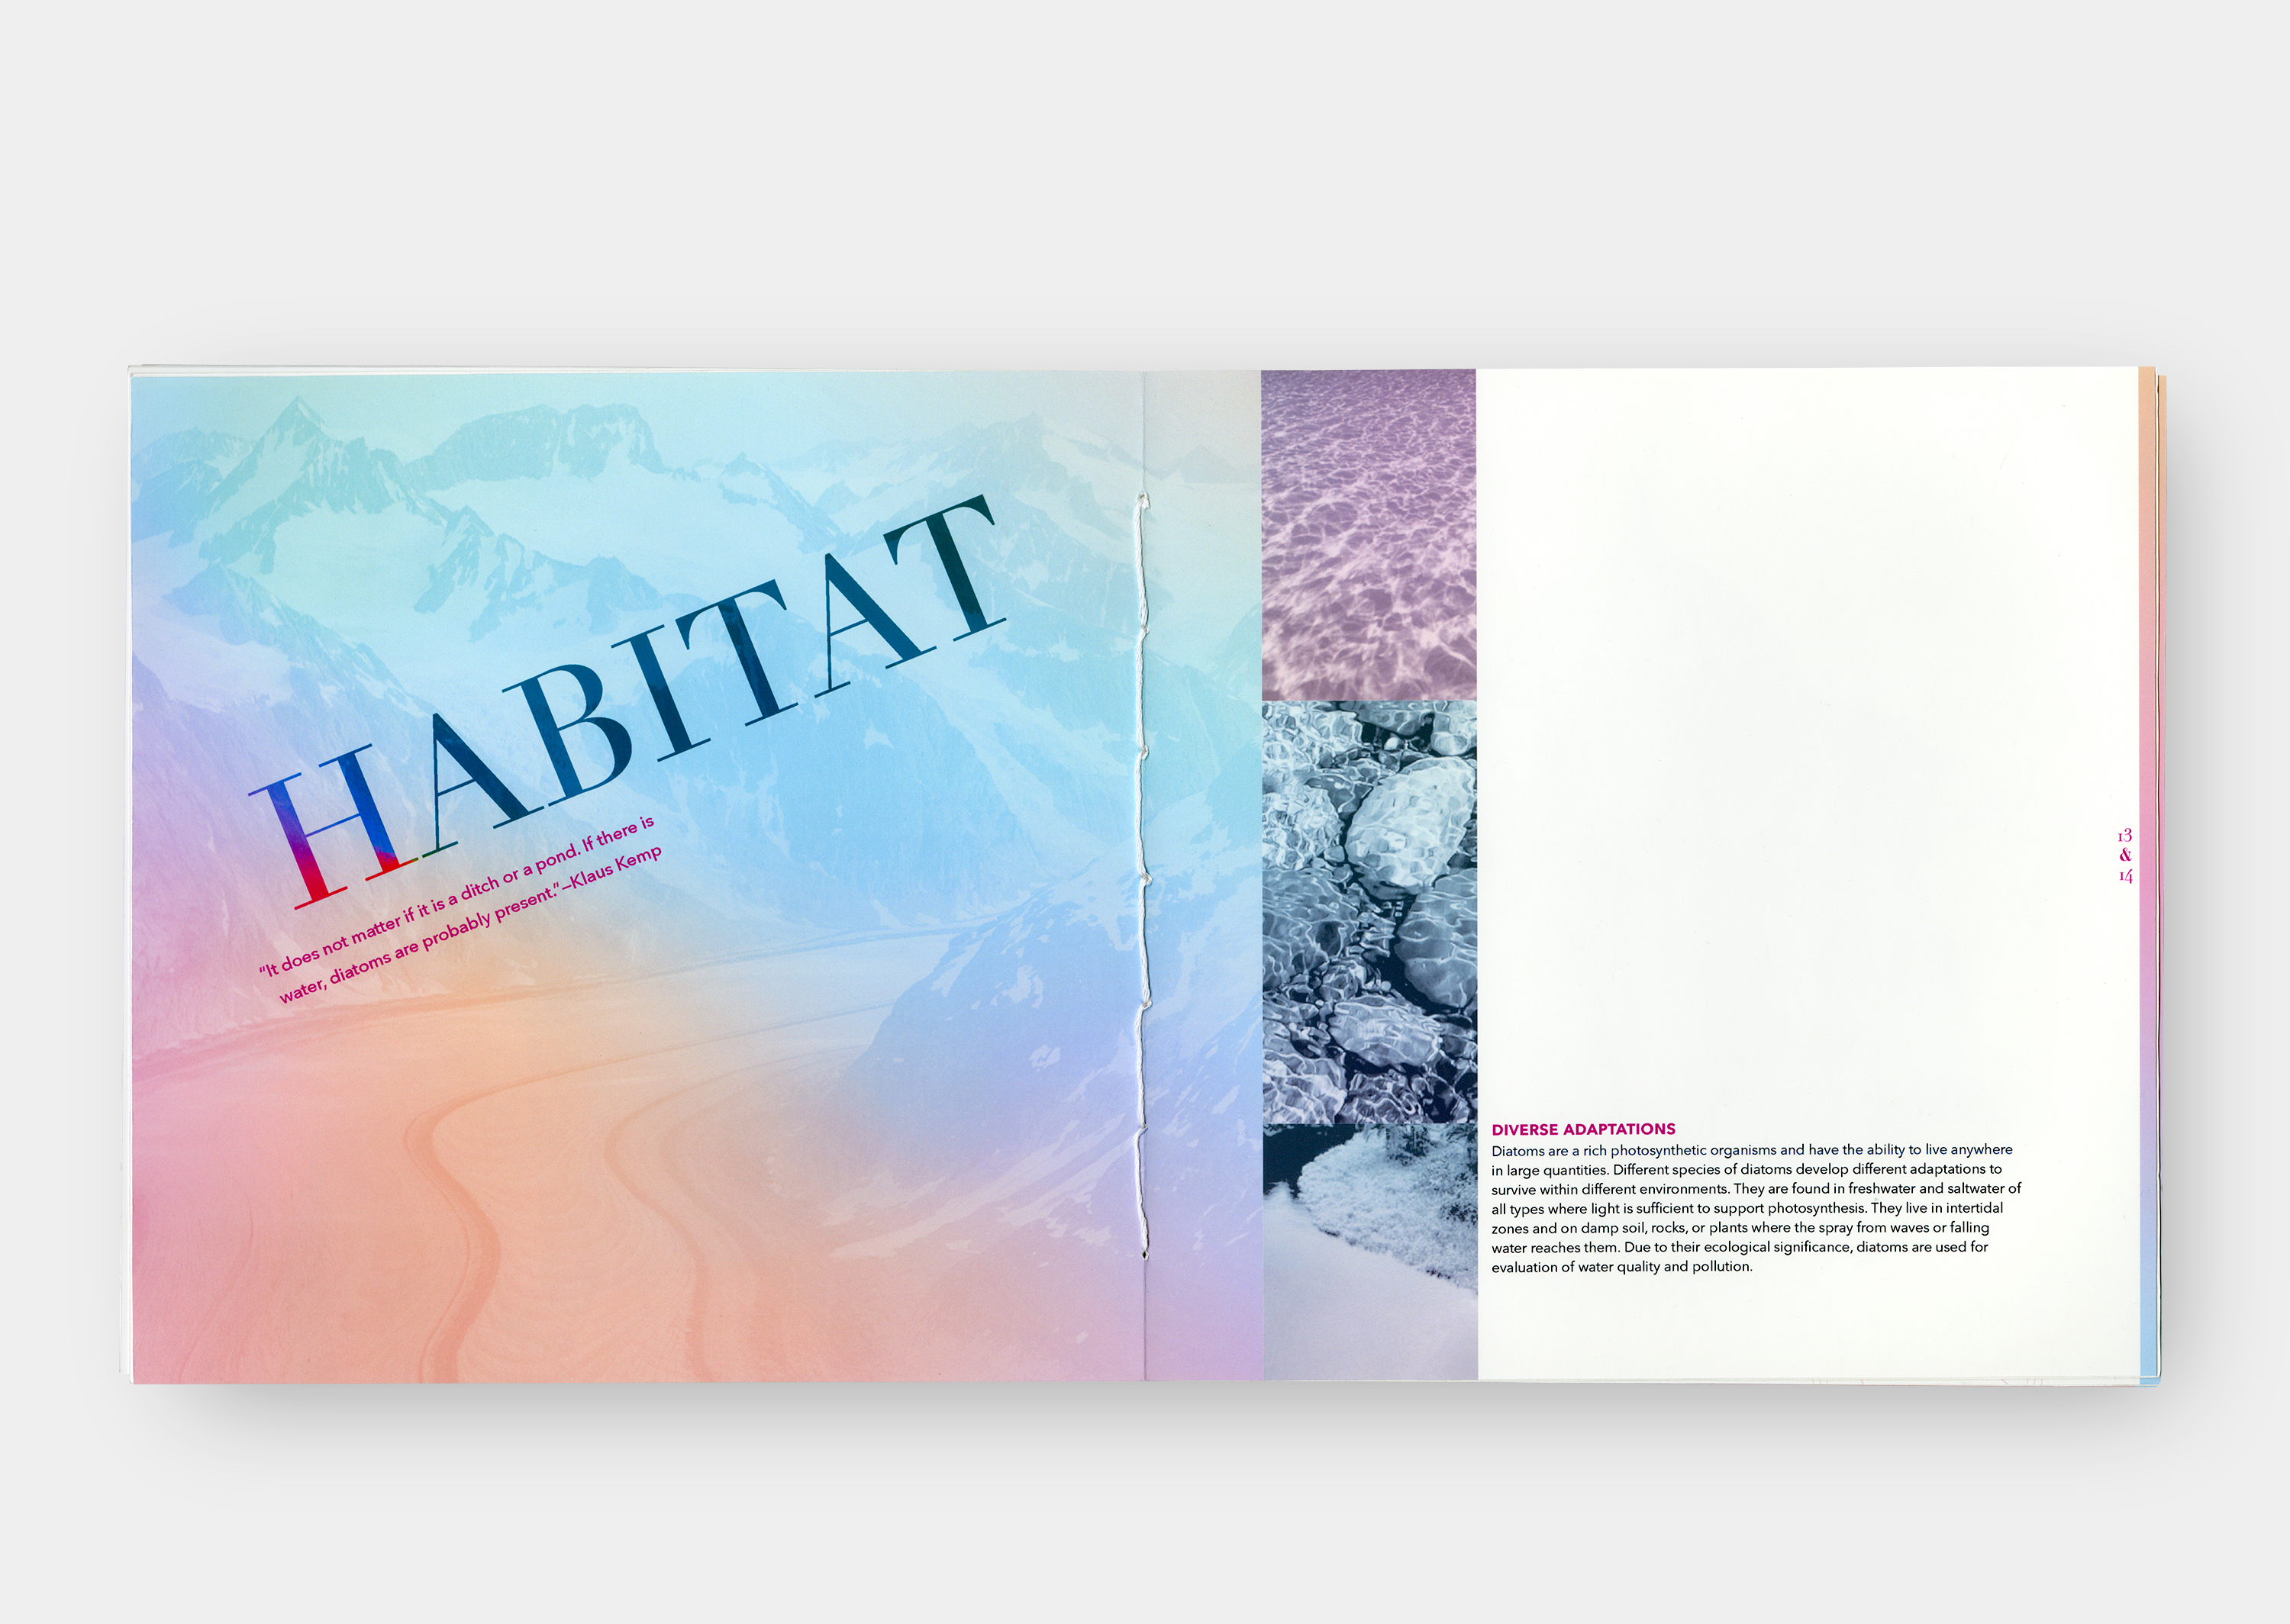 HABITAT
“It does not matter if it is a ditch or a pond. If there is
water, diatoms are probably present.”–Klaus Kemp
DIVERSE ADAPTATIONS
Diatoms are a rich photosynthetic organisms and have the ability to live anywhere
in large quantities. Different species of diatoms develop different adaptations to
survive within different environments. They are found in freshwater and saltwater of
all types where light is sufficient to support photosynthesis. They live in intertidal
zones and on damp soil, rocks, or plants where the spray from waves or falling
water reaches them. Due to their ecological significance, diatoms are used for
evaluation of water quality and pollution.
13
&
14